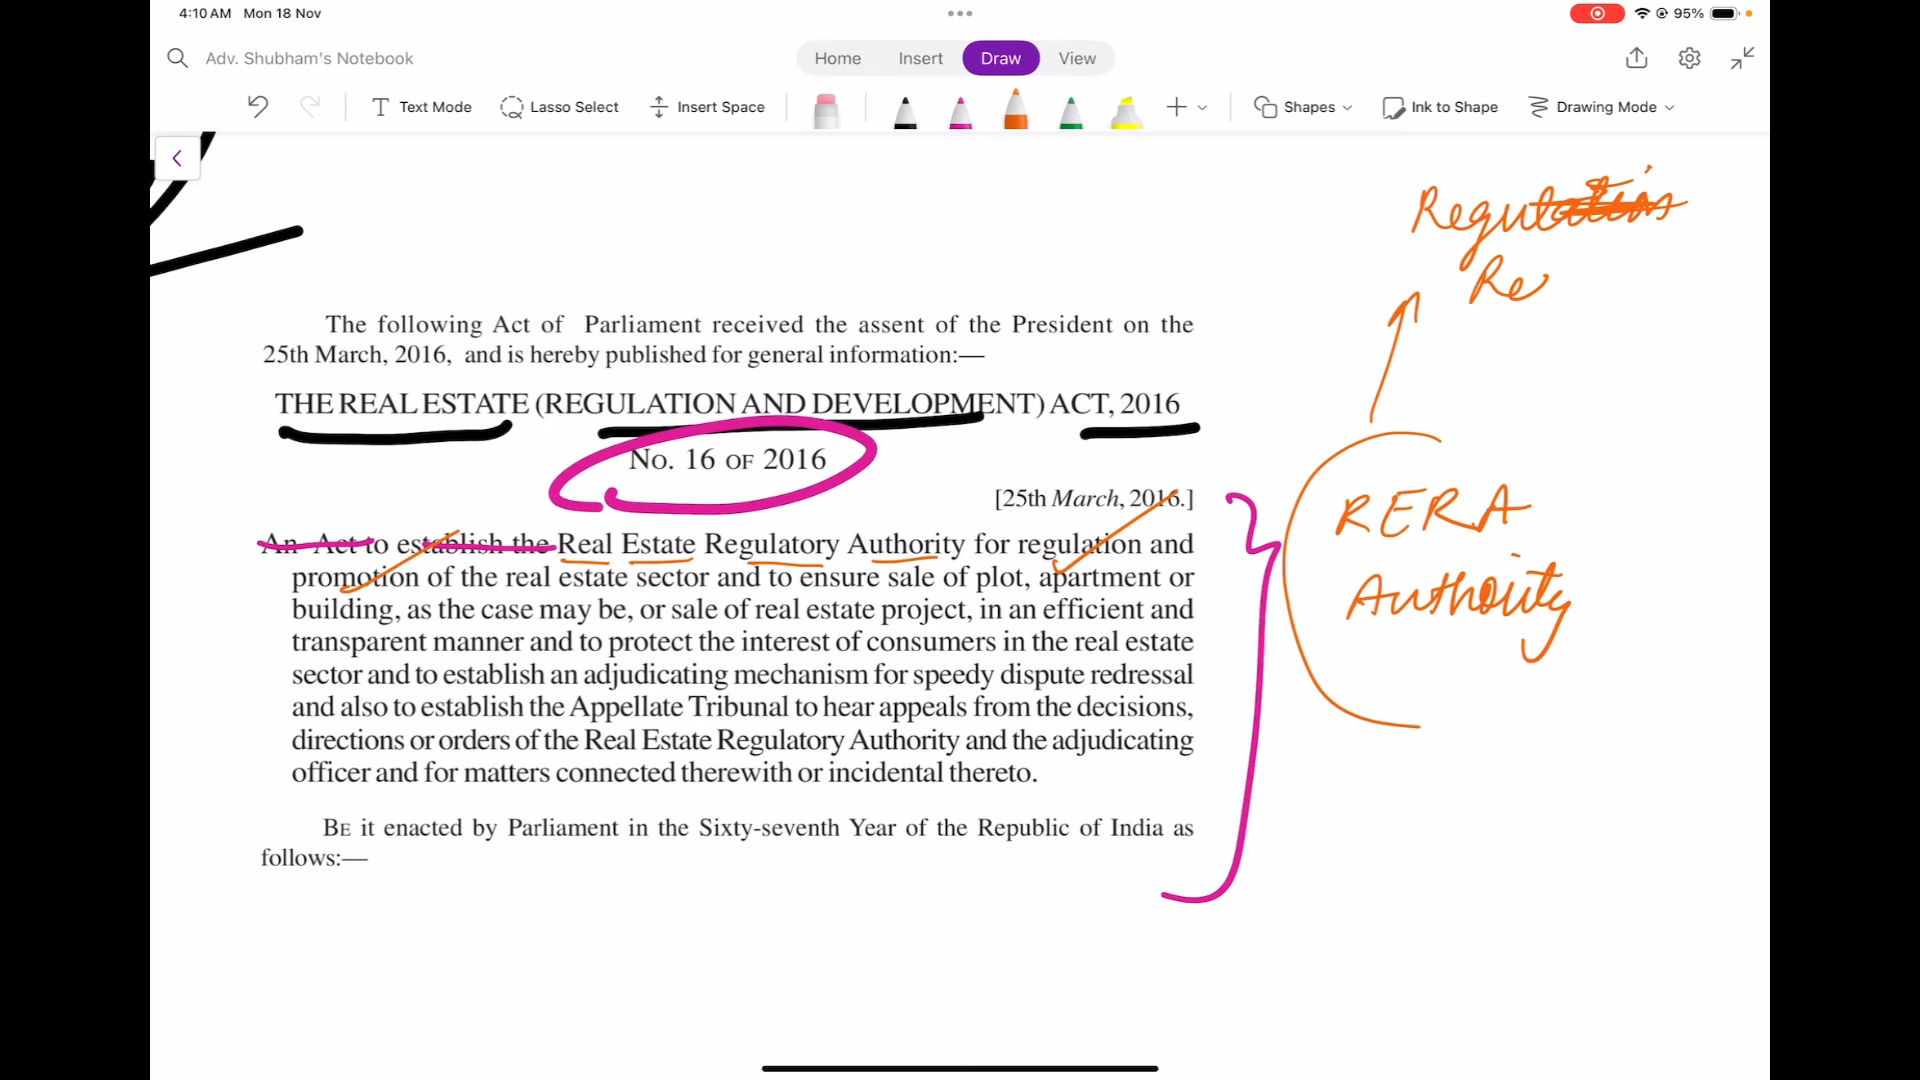 4:10 AM Mon 18 Nov
95%
Adv. Shubham's Notebook
Home Insert Draw View
Text Mode Lasso Select Insert Space Shapes Ink to Shape Drawing Mode
Re
The following Act of Parliament received the assent of the President on the
25th March, 2016, and is hereby published for general information:—
THE REAL ESTATE (REGULATION AND DEVELOPMENT) ACT, 2016
No. 16 OF 2016
[25th March, 2016.]
An Act to establish the Real Estate Regulatory Authority for regulation and
promotion of the real estate sector and to ensure sale of plot, apartment or
building, as the case may be, or sale of real estate project, in an efficient and
transparent manner and to protect the interest of consumers in the real estate
sector and to establish an adjudicating mechanism for speedy dispute redressal
and also to establish the Appellate Tribunal to hear appeals from the decisions,
directions or orders of the Real Estate Regulatory Authority and the adjudicating
officer and for matters connected therewith or incidental thereto.
BE it enacted by Parliament in the Sixty-seventh Year of the Republic of India as
follows:—
RERA
Authority